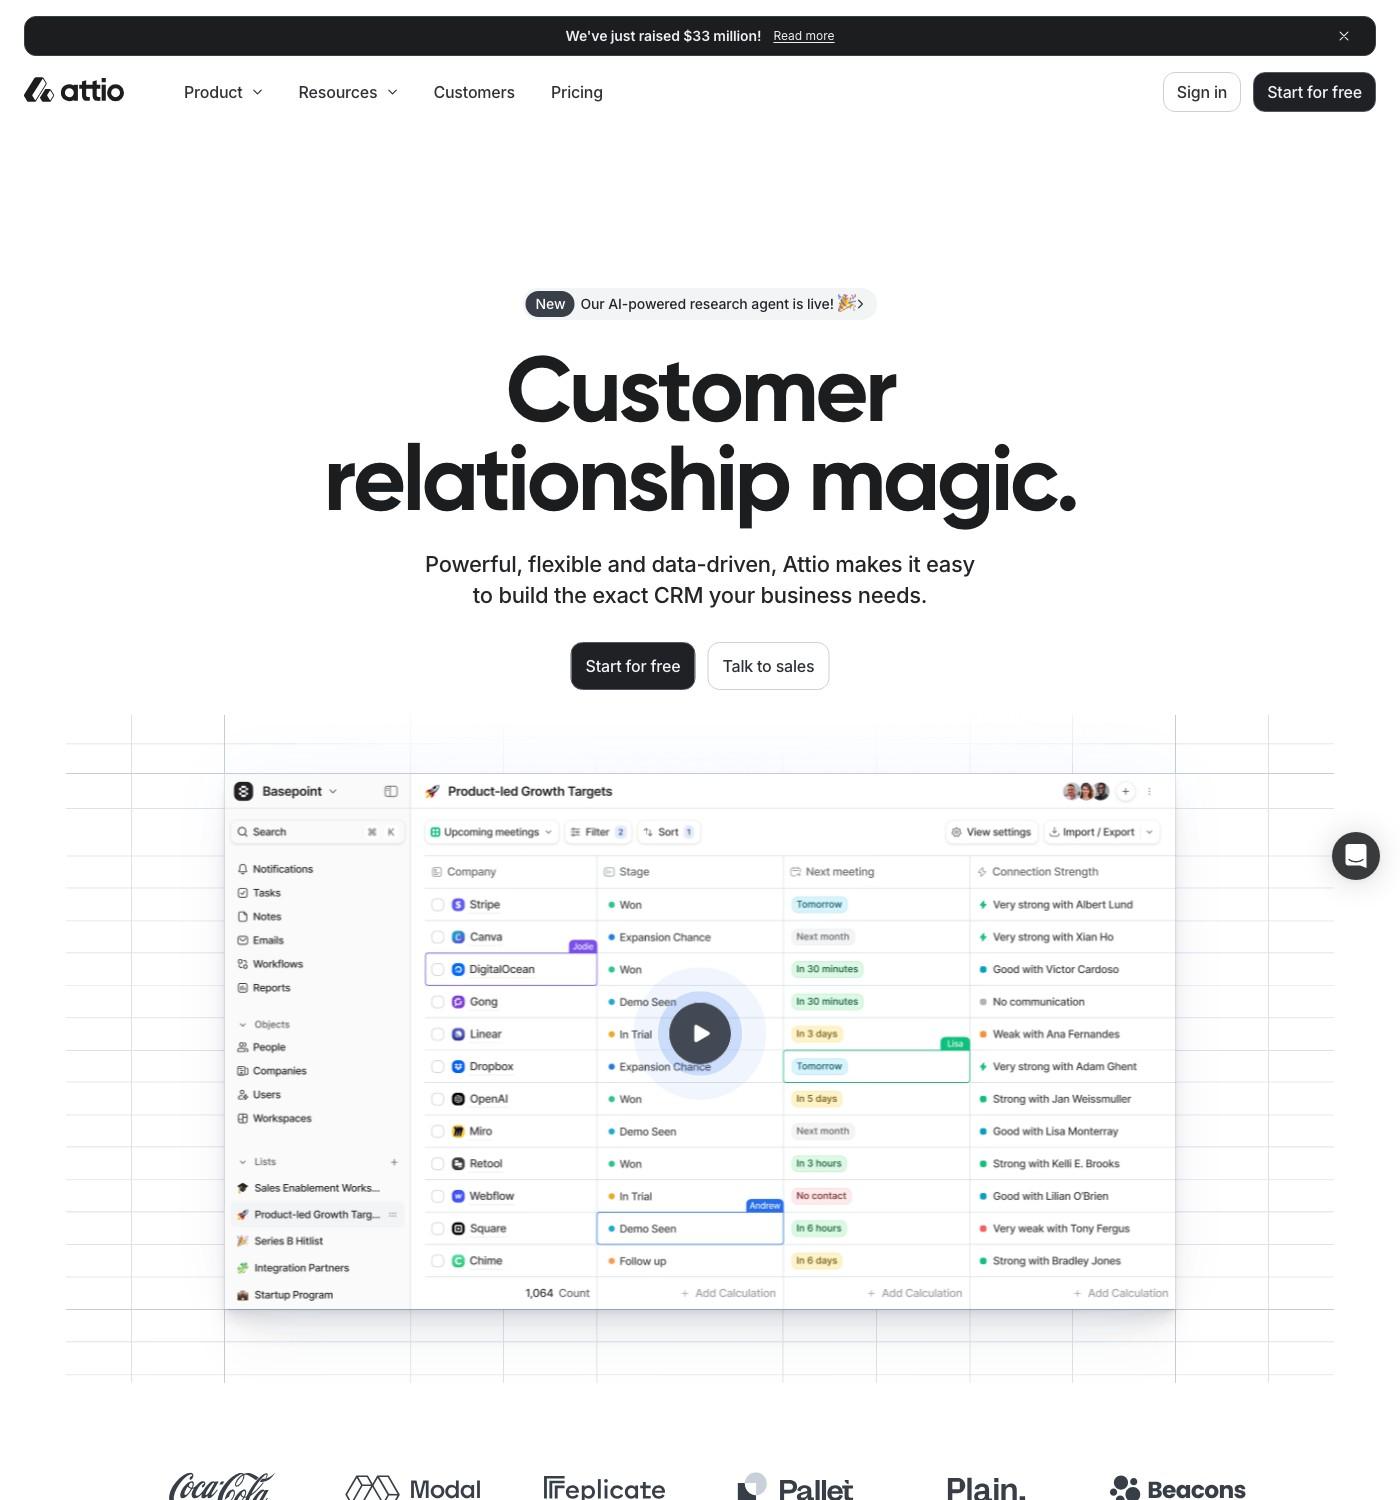 We've just raised $33 million! Read more
attio
Product Resources Customers Pricing Sign in Start for free
New Our AI-powered research agent is live! 🎉
Customer
relationship magic.
Powerful, flexible and data-driven, Attio makes it easy
to build the exact CRM your business needs.
Start for free Talk to sales
Basepoint
Search ⌘ K
Notifications
Tasks
Notes
Emails
Workflows
Reports
Objects
People
Companies
Users
Workspaces
Lists
Sales Enablement Works...
Product-led Growth Targ...
Series B Hitlist
Integration Partners
Startup Program
Product-led Growth Targets
Upcoming meetings Filter 2 Sort 1 View settings Import / Export
Company Stage Next meeting Connection Strength
Stripe Won Tomorrow Very strong with Albert Lund
Canva Expansion Chance Next month Very strong with Xian Ho
Jodie
DigitalOcean Won In 30 minutes Good with Victor Cardoso
Gong Demo Seen In 30 minutes No communication
Linear In Trial In 3 days Weak with Ana Fernandes
Lisa
Dropbox Expansion Chance Tomorrow Very strong with Adam Ghent
OpenAI Won In 5 days Strong with Jan Weissmuller
Miro Demo Seen Next month Good with Lisa Monterray
Retool Won In 3 hours Strong with Kelli E. Brooks
Webflow In Trial No contact Good with Lilian O'Brien
Andrew
Square Demo Seen In 6 hours Very weak with Tony Fergus
Chime Follow up In 6 days Strong with Bradley Jones
1,064 Count + Add Calculation + Add Calculation + Add Calculation
Coca-Cola Modal Replicate Pallet Plain. Beacons